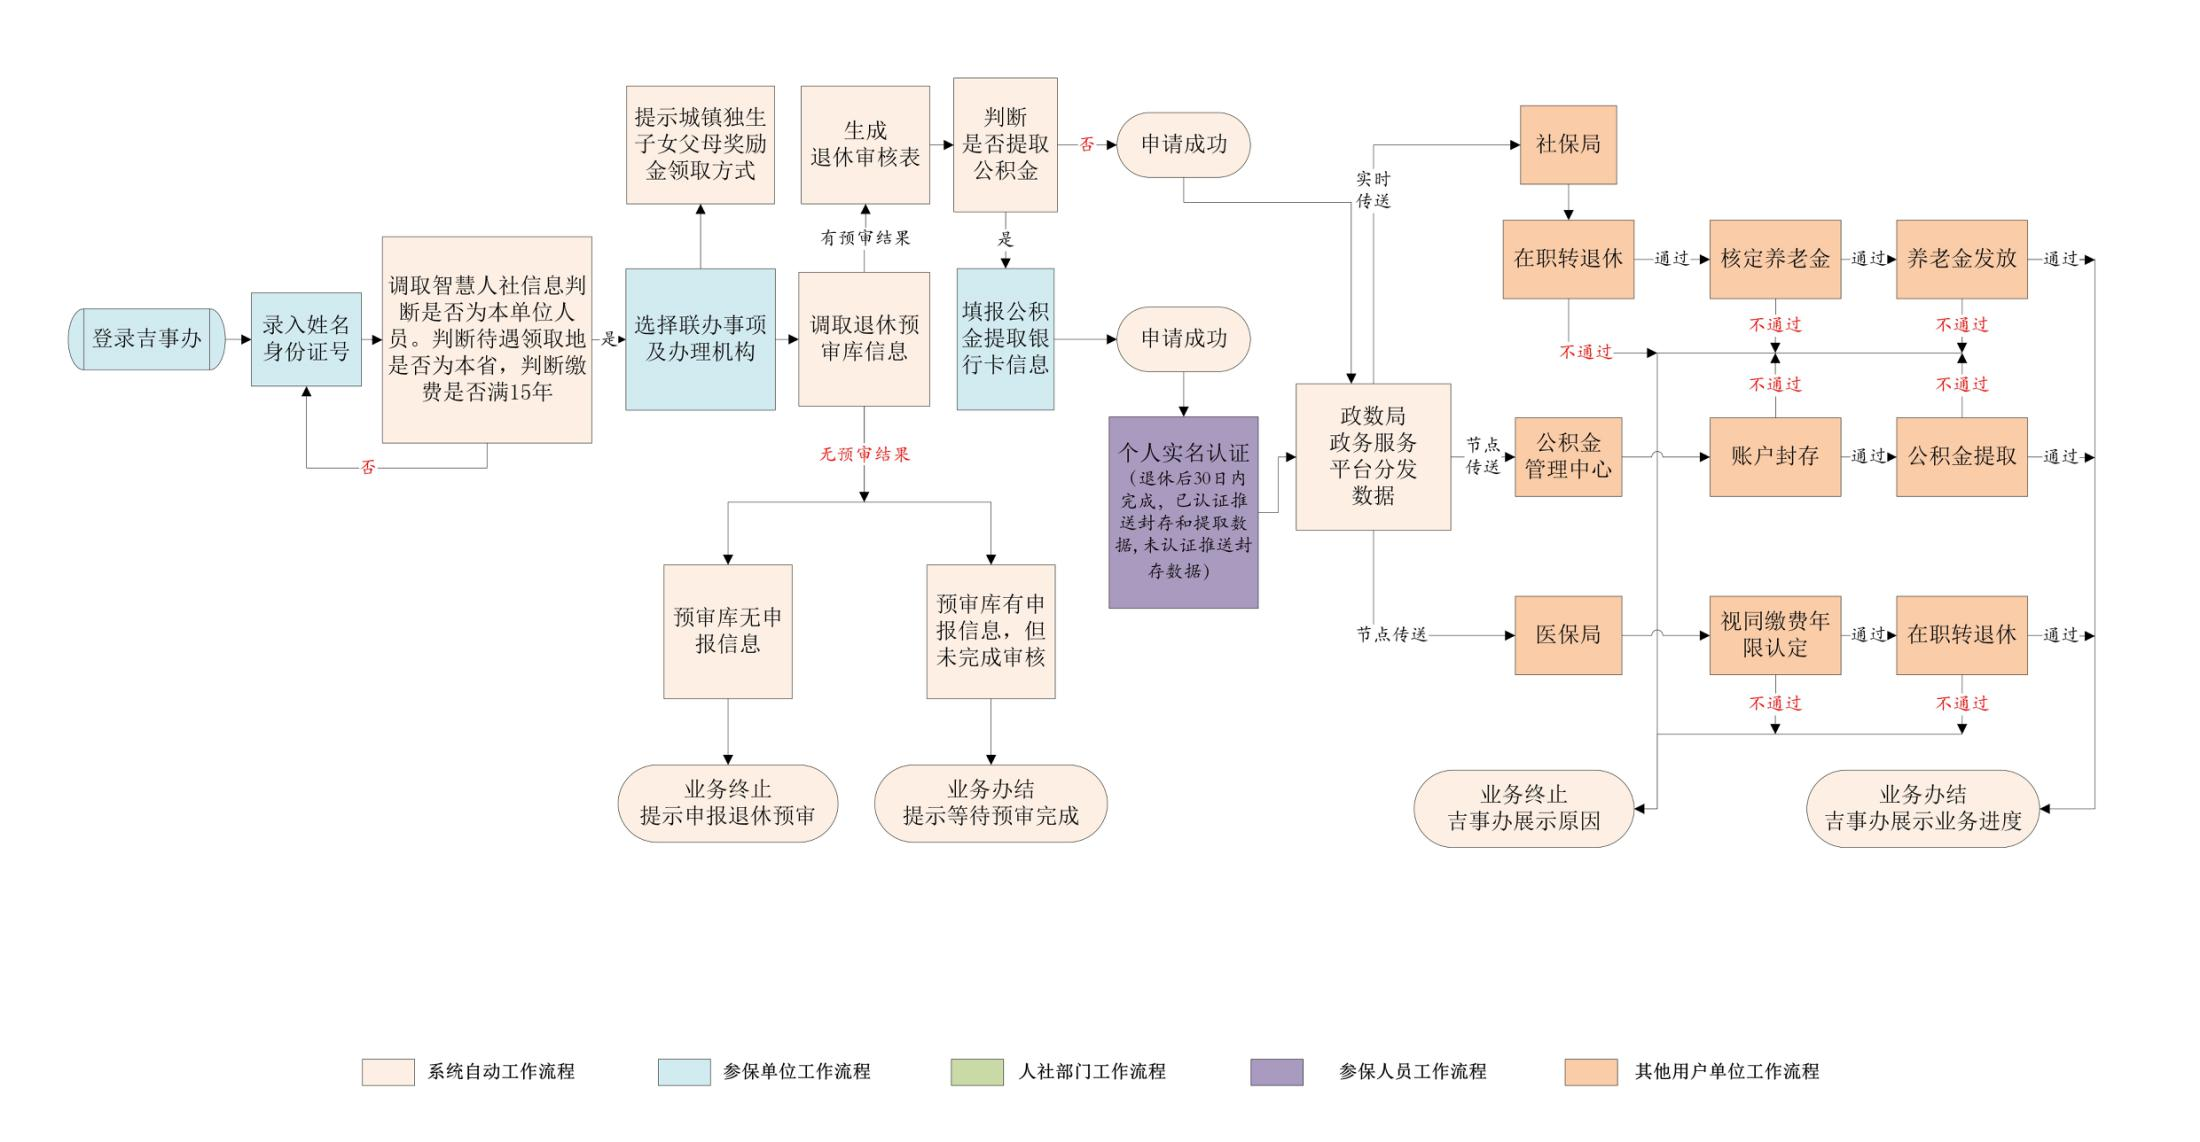 登录吉事办
录入姓名
身份证号
调取智慧人社信息判
断是否为本单位人
员。判断待遇领取地
是否为本省，判断缴
费是否满15年
否
是
提示城镇独生
子女父母奖励
金领取方式
选择联办事项
及办理机构
生成
退休审核表
有预审结果
调取退休预
审库信息
无预审结果
预审库无申
报信息
预审库有申
报信息，但
未完成审核
业务终止
提示申报退休预审
业务办结
提示等待预审完成
判断
是否提取
公积金
否
是
申请成功
填报公积
金提取银
行卡信息
申请成功
个人实名认证
（退休后30日内
完成，已认证推
送封存和提取数
据,未认证推送封
存数据）
政数局
政务服务
平台分发
数据
实时
传送
节点
传送
节点传送
社保局
在职转退休
通过
核定养老金
通过
养老金发放
通过
不通过
不通过
不通过
不通过
不通过
公积金
管理中心
账户封存
通过
公积金提取
通过
医保局
视同缴费年
限认定
通过
在职转退休
通过
不通过
不通过
业务终止
吉事办展示原因
业务办结
吉事办展示业务进度
系统自动工作流程
参保单位工作流程
人社部门工作流程
参保人员工作流程
其他用户单位工作流程